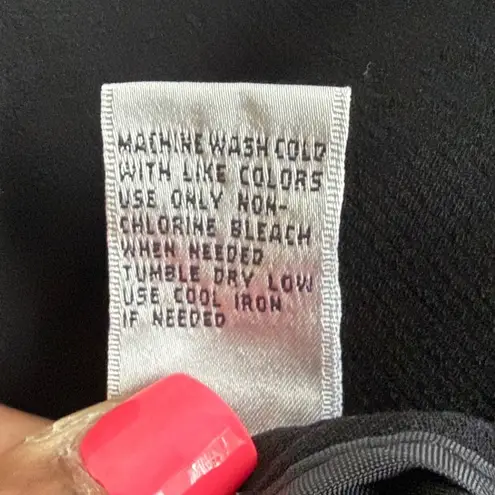 MACHINE WASH COLD
WITH LIKE COLORS
USE ONLY NON-
CHLORINE BLEACH
WHEN NEEDED
TUMBLE DRY LOW
USE COOL IRON
IF NEEDED